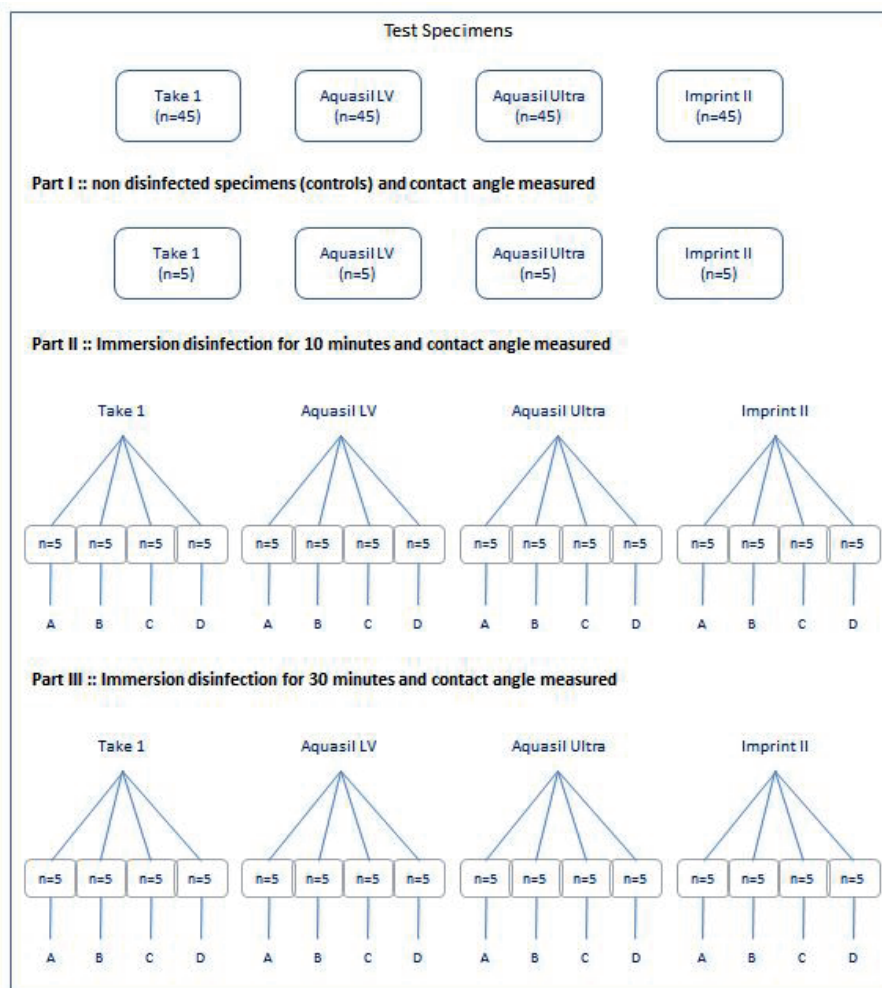 Test Specimens
Take 1 Aquasil LV Aquasil Ultra Imprint II
(n=45) (n=45) (n=45) (n=45)
Part I :: non disinfected specimens (controls) and contact angle measured
Take 1 Aquasil LV Aquasil Ultra Imprint II
(n=5) (n=5) (n=5) (n=5)
Part II :: Immersion disinfection for 10 minutes and contact angle measured
Take 1 Aquasil LV Aquasil Ultra Imprint II
n=5 n=5 n=5 n=5 n=5 n=5 n=5 n=5 n=5 n=5 n=5 n=5 n=5 n=5 n=5 n=5
A B C D A B C D A B C D A B C D
Part III :: Immersion disinfection for 30 minutes and contact angle measured
Take 1 Aquasil LV Aquasil Ultra Imprint II
n=5 n=5 n=5 n=5 n=5 n=5 n=5 n=5 n=5 n=5 n=5 n=5 n=5 n=5 n=5 n=5
A B C D A B C D A B C D A B C D